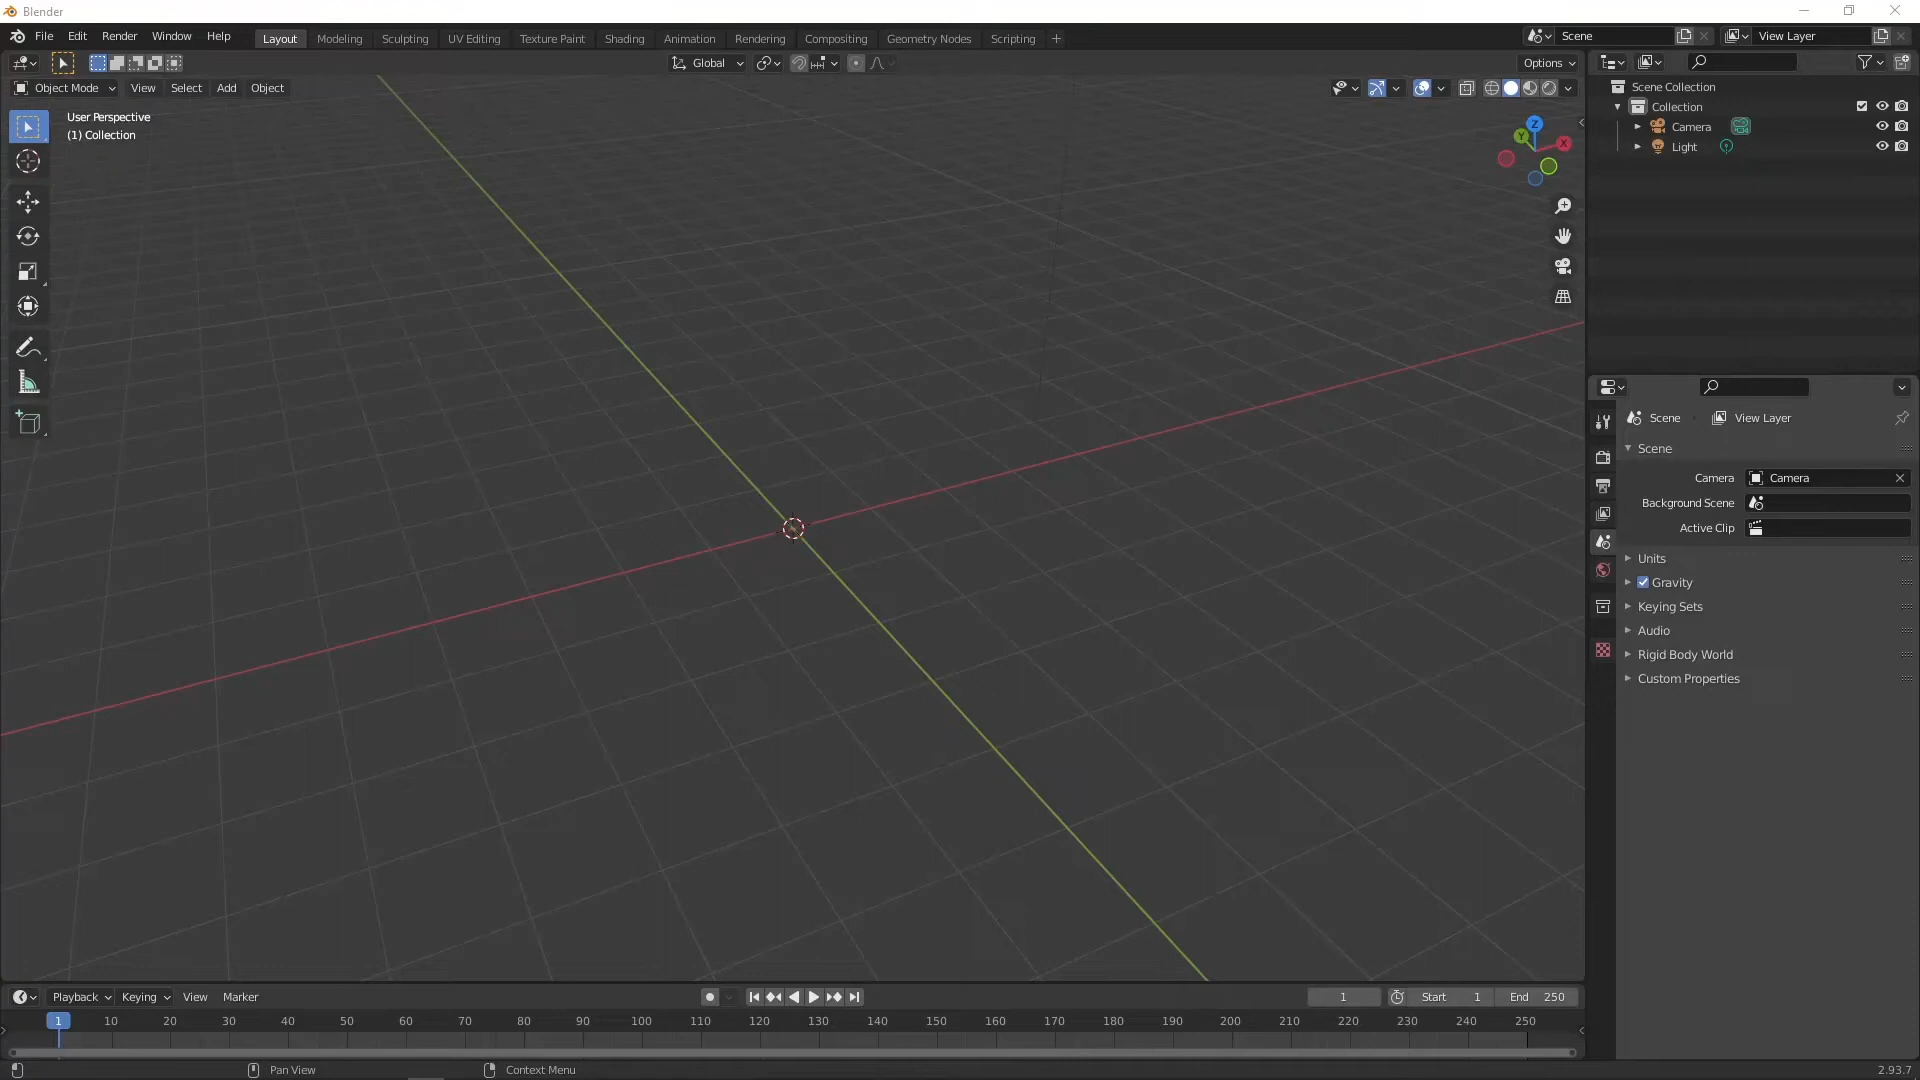 Blender
File Edit Render Window Help Layout Modeling Sculpting UV Editing Texture Paint Shading Animation Rendering Compositing Geometry Nodes Scripting + Scene View Layer
Global Options
Object Mode View Select Add Object
User Perspective
(1) Collection
Z
Y
X
Scene Collection
Collection
Camera
Light
Scene View Layer
Scene
Camera Camera
Background Scene
Active Clip
Units
Gravity
Keying Sets
Audio
Rigid Body World
Custom Properties
Playback Keying View Marker 1 Start 1 End 250
1 10 20 30 40 50 60 70 80 90 100 110 120 130 140 150 160 170 180 190 200 210 220 230 240 250
Pan View Context Menu 2.93.7